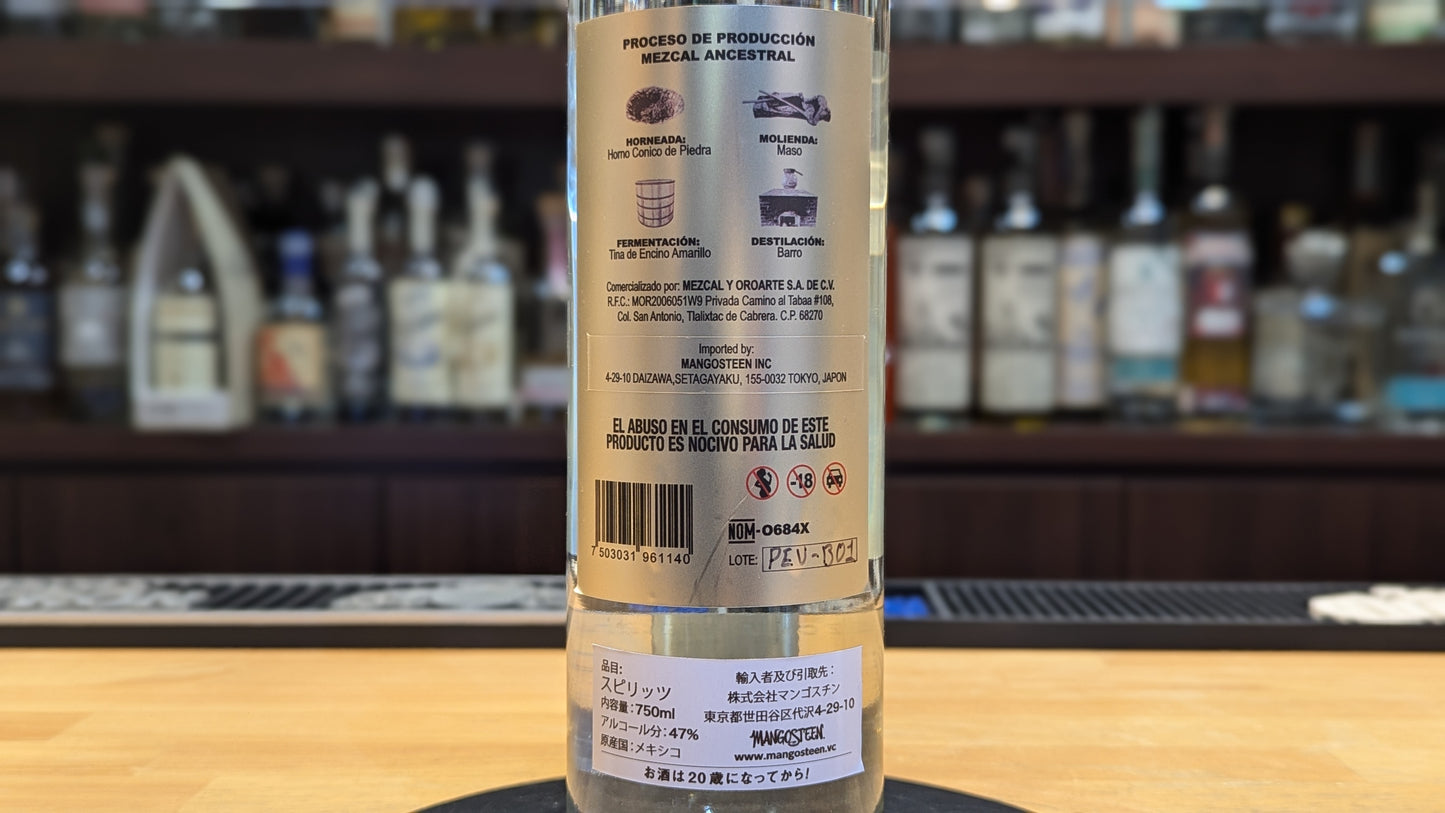 PROCESO DE PRODUCCIÓN
MEZCAL ANCESTRAL
HORNEADA:
Horno Conico de Piedra
MOLIENDA:
Maso
FERMENTACIÓN:
Tina de Encino Amarillo
DESTILACIÓN:
Barro
Comercializado por: MEZCAL Y OROARTE S.A. DE C.V.
R.F.C.: MOR2006051W9 Privada Camino al Tabaa #108,
Col. San Antonio, Tlalixtac de Cabrera. C.P. 68270
Imported by:
MANGOSTEEN INC
4-29-10 DAIZAWA,SETAGAYAKU, 155-0032 TOKYO, JAPON
EL ABUSO EN EL CONSUMO DE ESTE
PRODUCTO ES NOCIVO PARA LA SALUD
-18
7 503031 961140
NOM-O684X
LOTE: PEV-B01
品目:
スピリッツ
内容量:750ml
アルコール分:47%
原産国:メキシコ
輸入者及び引取先:
株式会社マンゴスチン
東京都世田谷区代沢4-29-10
MANGOSTEEN
www.mangosteen.vc
お酒は20歳になってから!